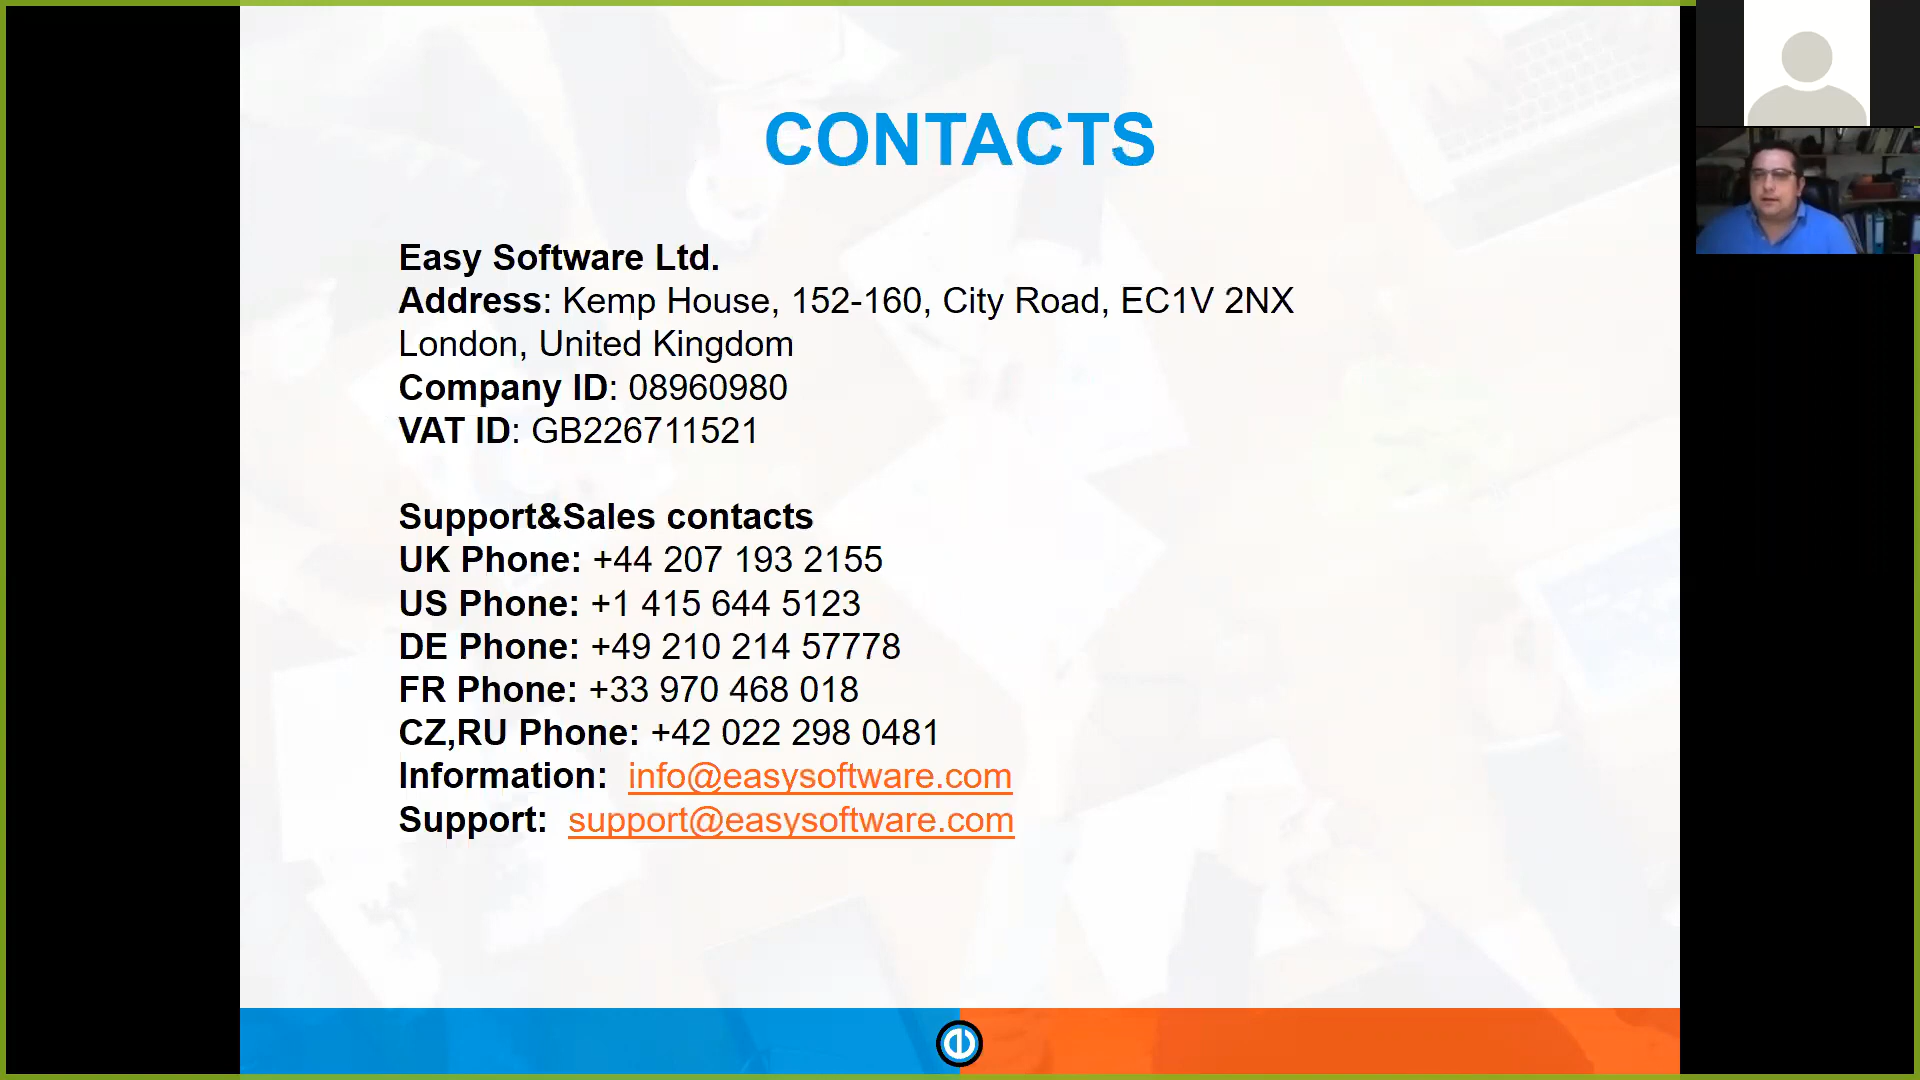 CONTACTS
Easy Software Ltd.
Address: Kemp House, 152-160, City Road, EC1V 2NX
London, United Kingdom
Company ID: 08960980
VAT ID: GB226711521
Support&Sales contacts
UK Phone: +44 207 193 2155
US Phone: +1 415 644 5123
DE Phone: +49 210 214 57778
FR Phone: +33 970 468 018
CZ,RU Phone: +42 022 298 0481
Information: info@easysoftware.com
Support: support@easysoftware.com